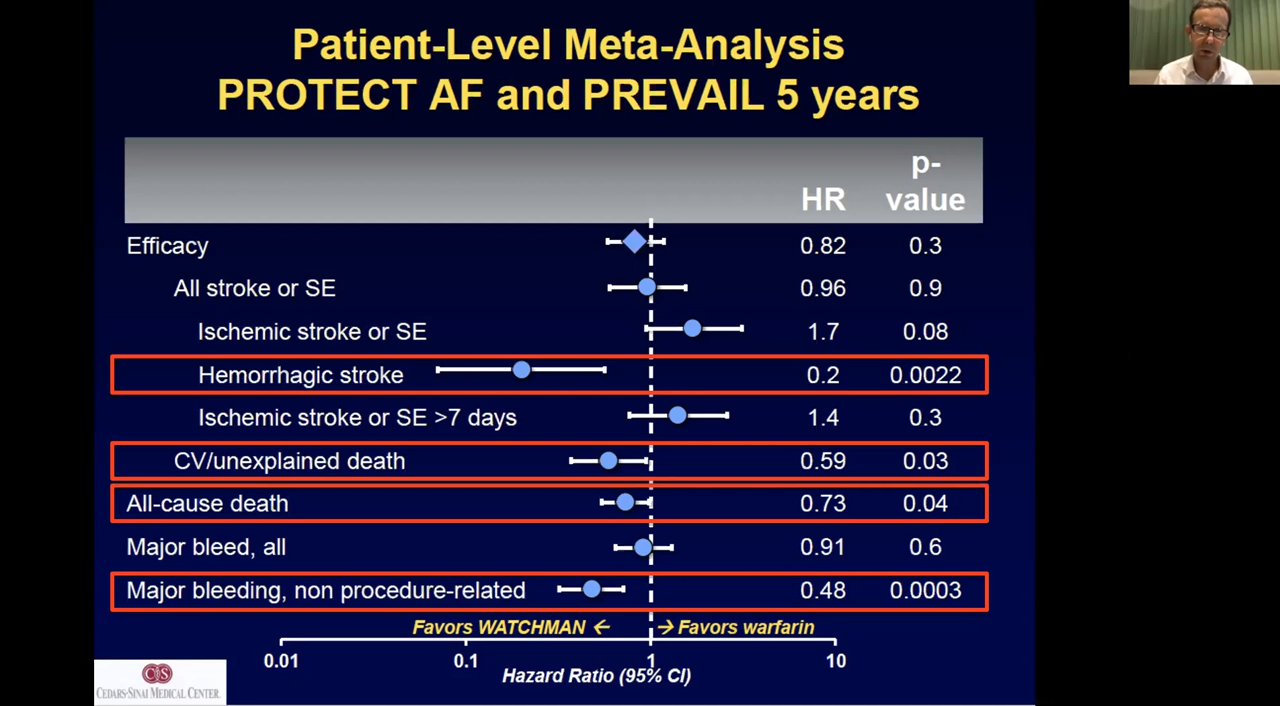 Patient-Level Meta-Analysis
PROTECT AF and PREVAIL 5 years
HR
p-
value
Efficacy 0.82 0.3
All stroke or SE 0.96 0.9
Ischemic stroke or SE 1.7 0.08
Hemorrhagic stroke 0.2 0.0022
Ischemic stroke or SE >7 days 1.4 0.3
CV/unexplained death 0.59 0.03
All-cause death 0.73 0.04
Major bleed, all 0.91 0.6
Major bleeding, non procedure-related 0.48 0.0003
Favors WATCHMAN ← → Favors warfarin
0.01 0.1 1 10
Hazard Ratio (95% CI)
CS
CEDARS-SINAI MEDICAL CENTER